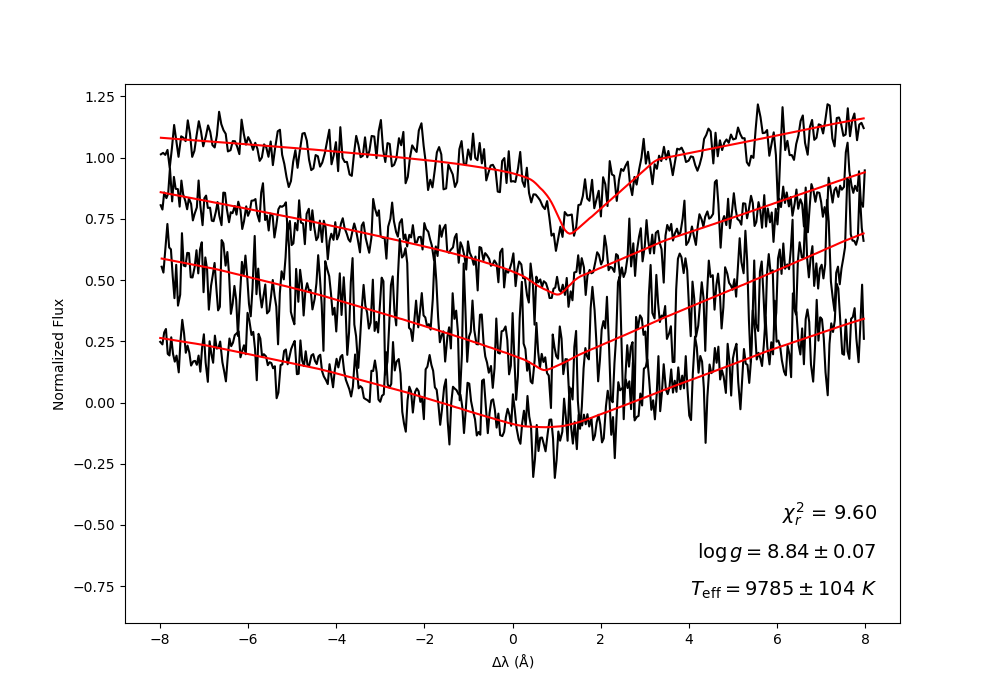 1.25
1.00
0.75
0.50
0.25
0.00
−0.25
−0.50
−0.75
Normalized Flux
χ²ᵣ = 9.60
log g = 8.84 ± 0.07
T_eff = 9785 ± 104 K
−8 −6 −4 −2 0 2 4 6 8
Δλ (Å)